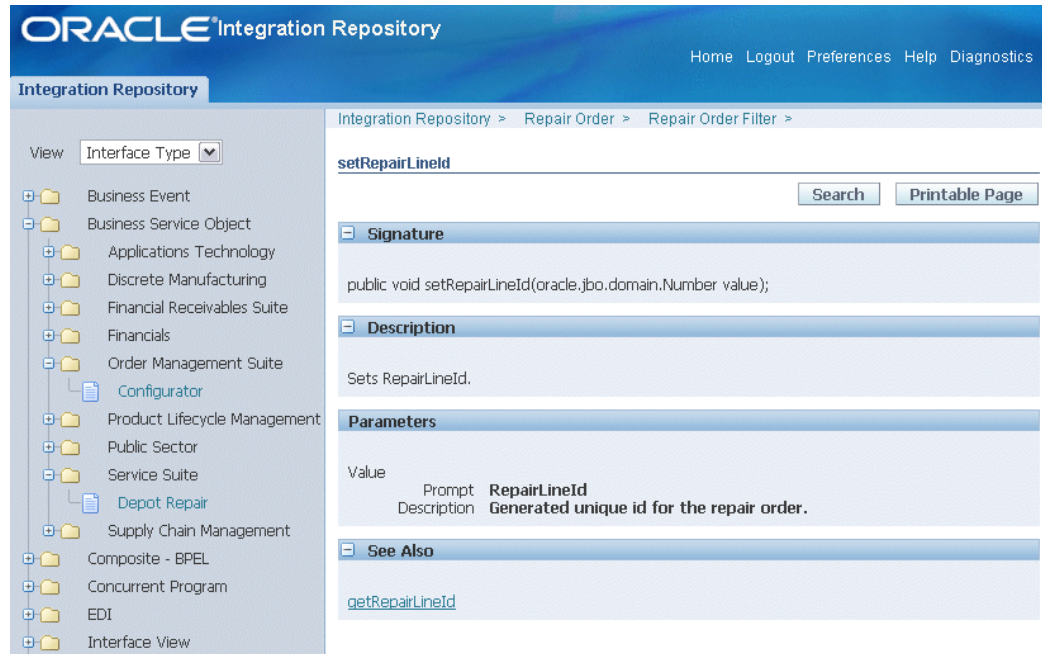 ORACLE Integration Repository
Home Logout Preferences Help Diagnostics
Integration Repository
Integration Repository > Repair Order > Repair Order Filter >
View Interface Type
Business Event
Business Service Object
Applications Technology
Discrete Manufacturing
Financial Receivables Suite
Financials
Order Management Suite
Configurator
Product Lifecycle Management
Public Sector
Service Suite
Depot Repair
Supply Chain Management
Composite - BPEL
Concurrent Program
EDI
Interface View
setRepairLineId
Search Printable Page
Signature
public void setRepairLineId(oracle.jbo.domain.Number value);
Description
Sets RepairLineId.
Parameters
Value
Prompt RepairLineId
Description Generated unique id for the repair order.
See Also
getRepairLineId